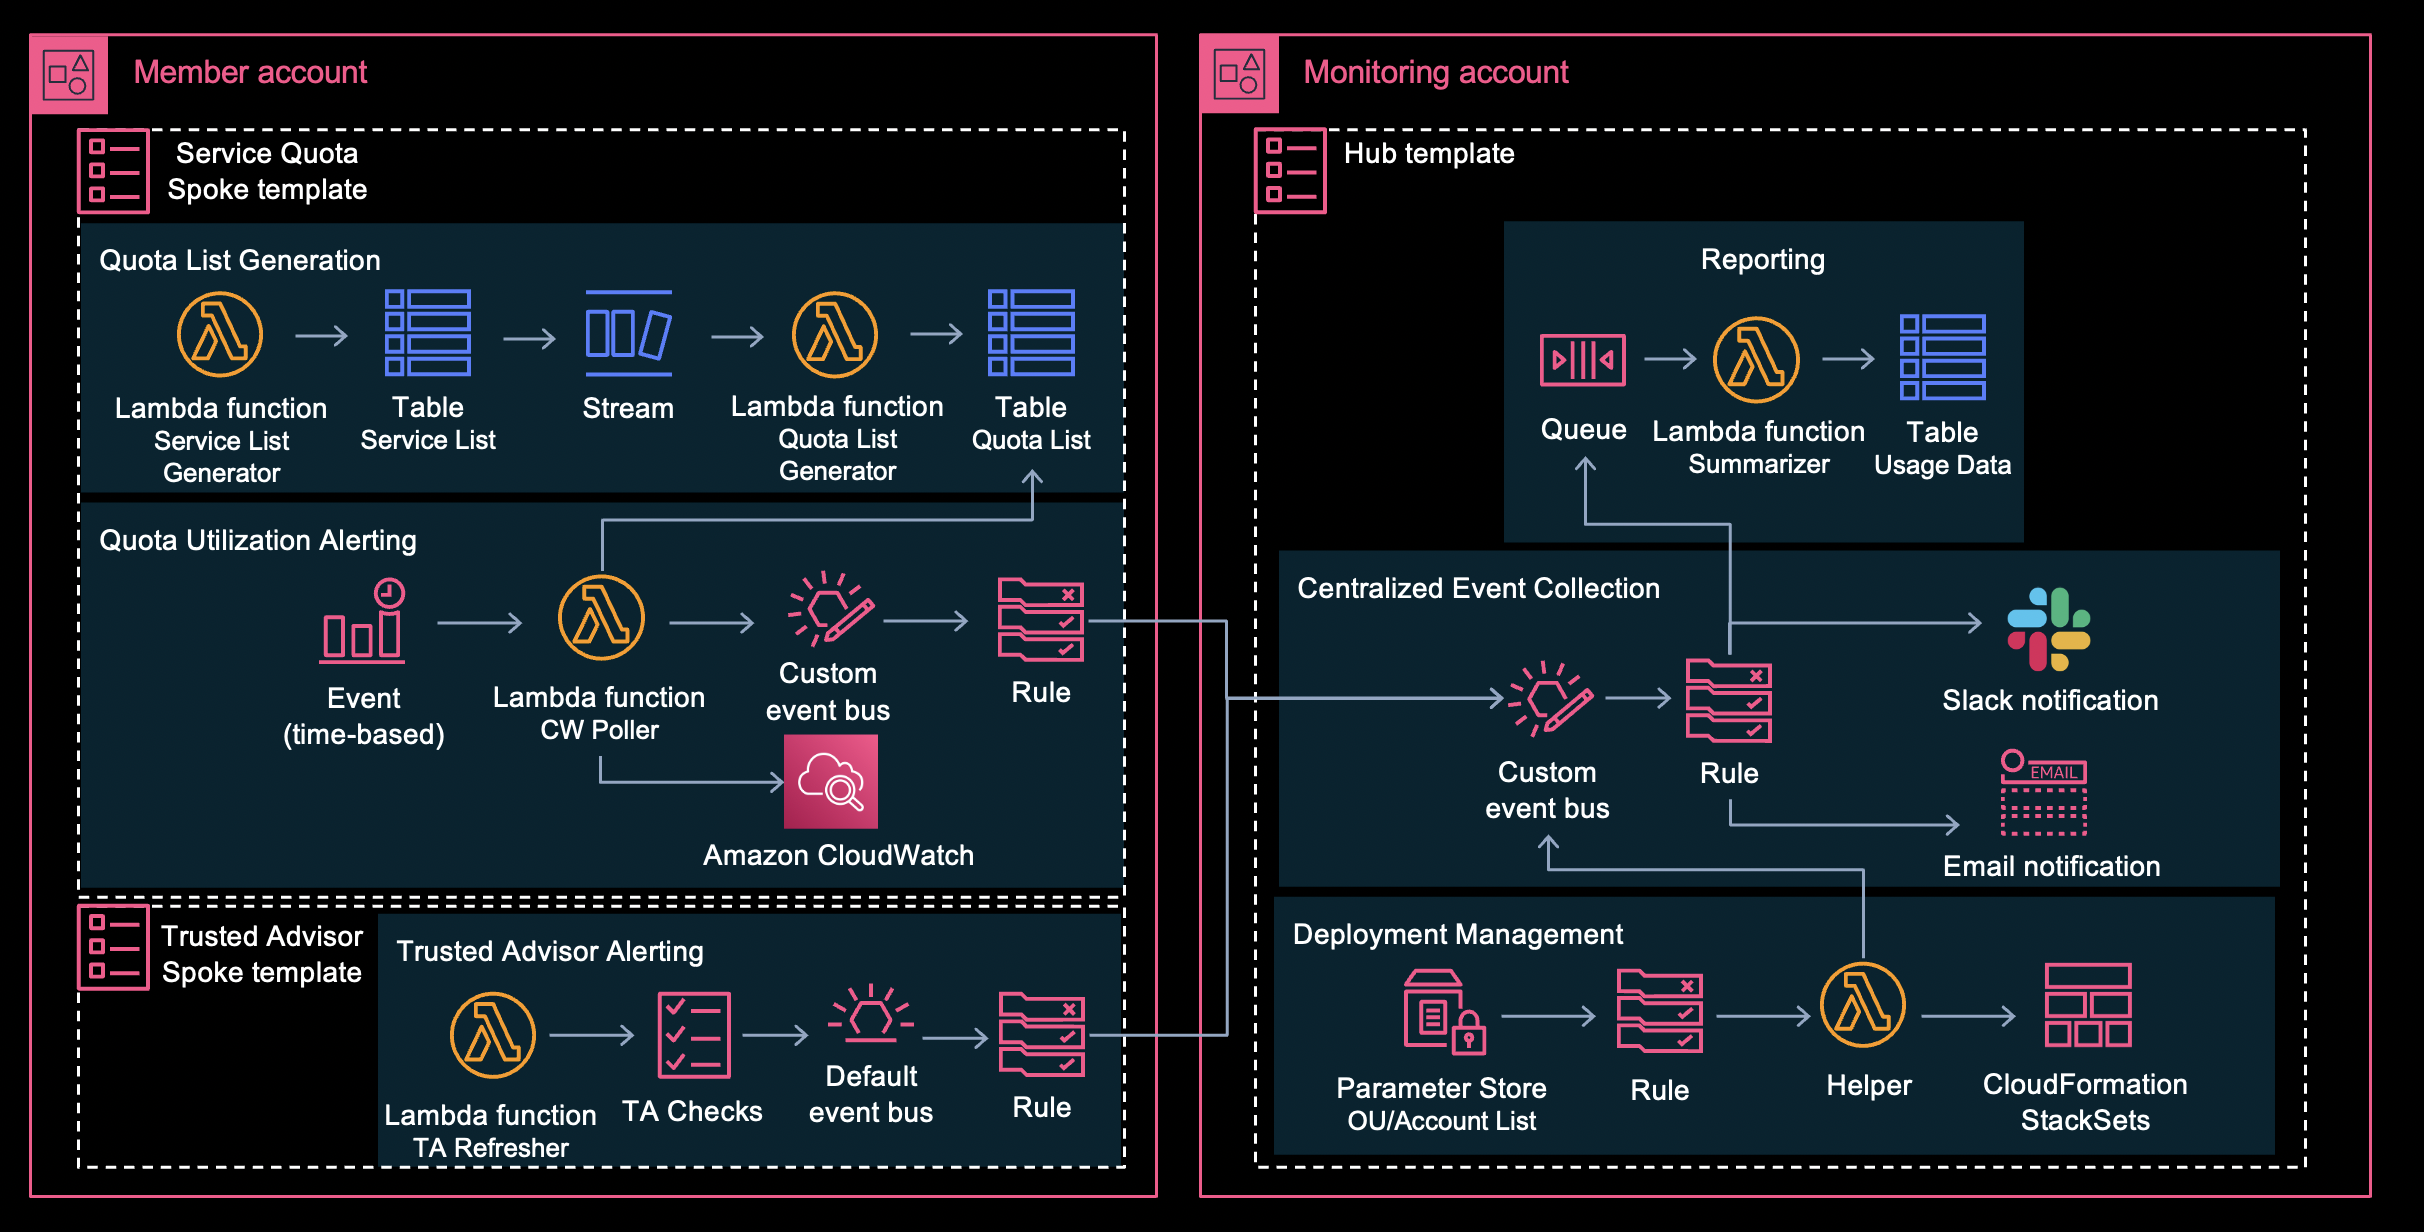 Member account
Service Quota
Spoke template
Quota List Generation
Lambda function
Service List
Generator
Table
Service List
Stream
Lambda function
Quota List
Generator
Table
Quota List
Quota Utilization Alerting
Event
(time-based)
Lambda function
CW Poller
Custom
event bus
Rule
Amazon CloudWatch
Trusted Advisor
Spoke template
Trusted Advisor Alerting
Lambda function
TA Refresher
TA Checks
Default
event bus
Rule
Monitoring account
Hub template
Reporting
Queue
Lambda function
Summarizer
Table
Usage Data
Centralized Event Collection
Custom
event bus
Rule
Slack notification
EMAIL
Email notification
Deployment Management
Parameter Store
OU/Account List
Rule
Helper
CloudFormation
StackSets